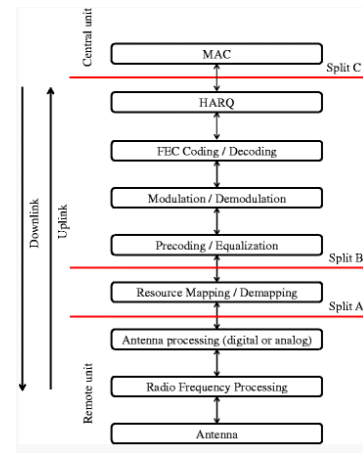 Central unit
MAC
Split C
HARQ
FEC Coding / Decoding
Modulation / Demodulation
Downlink
Uplink
Precoding / Equalization
Split B
Resource Mapping / Demapping
Split A
Antenna processing (digital or analog)
Remote unit
Radio Frequency Processing
Antenna